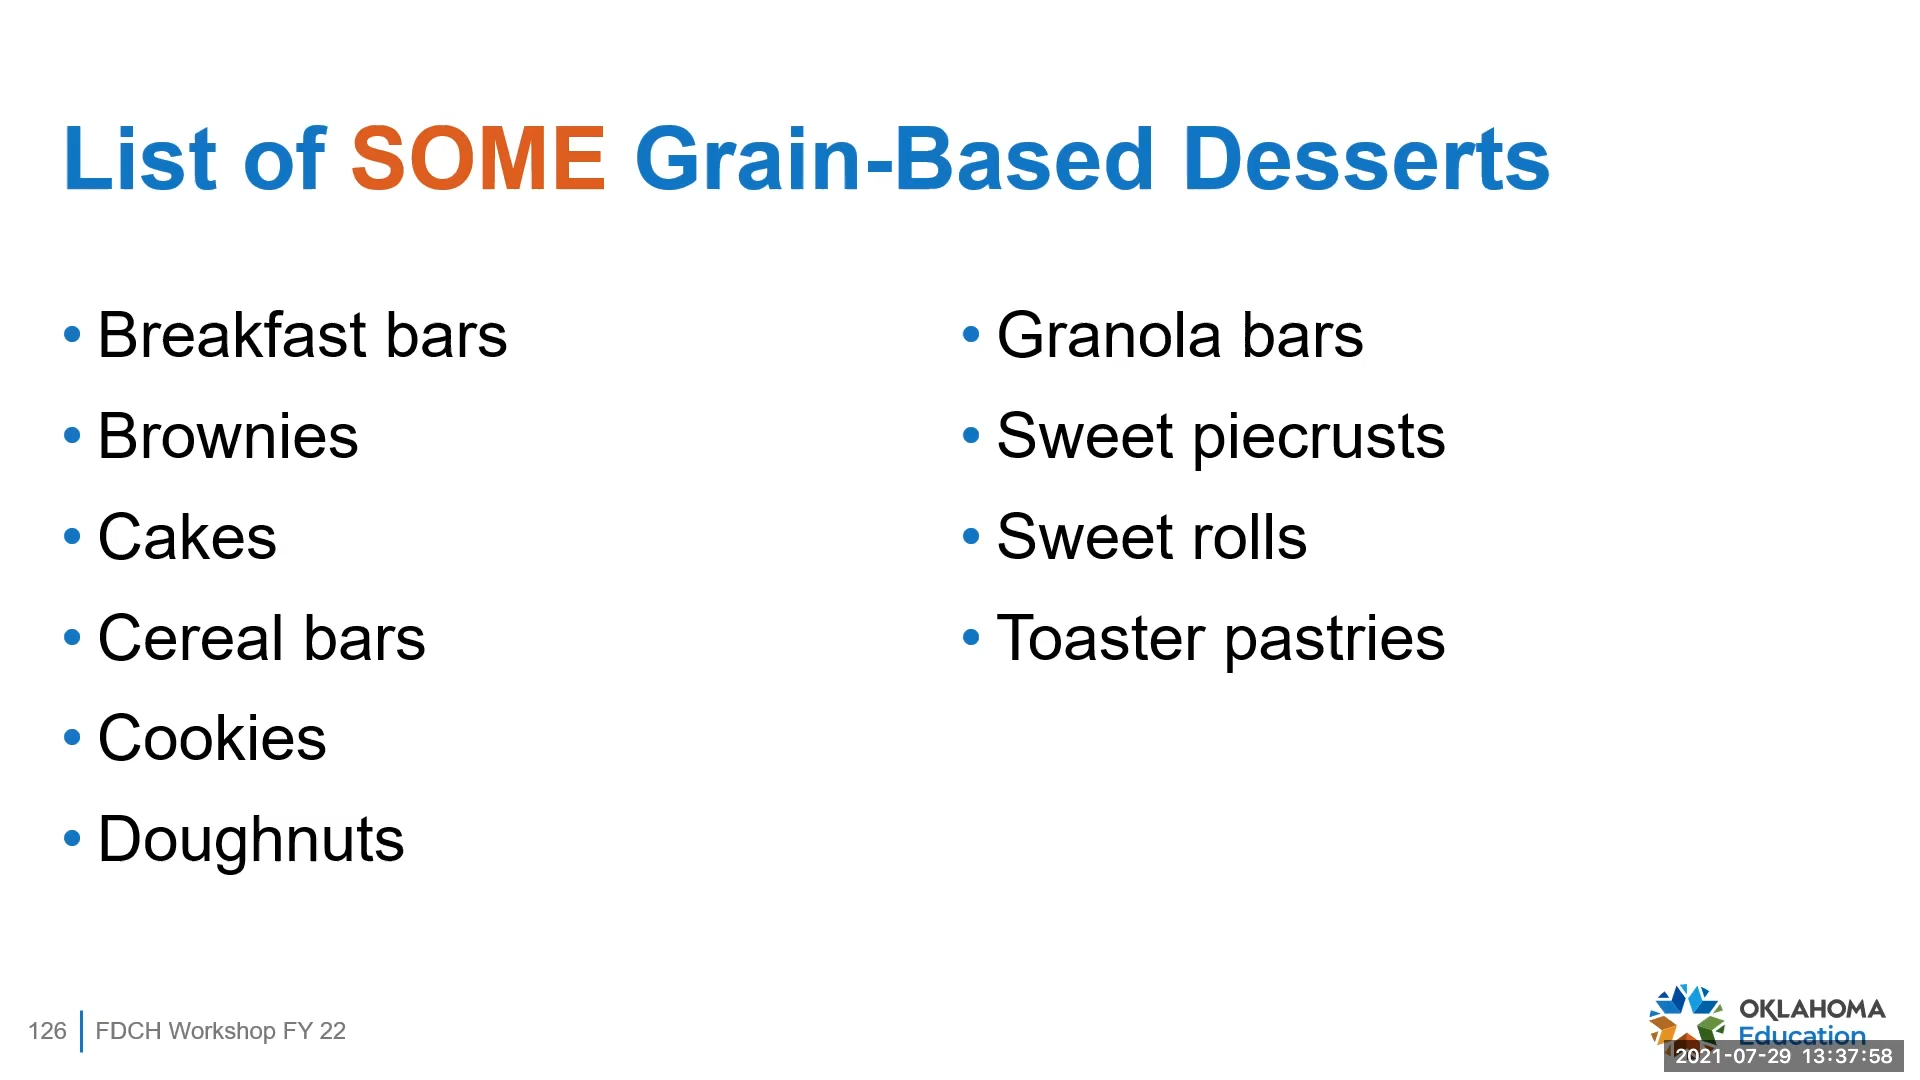 List of SOME Grain-Based Desserts
• Breakfast bars
• Brownies
• Cakes
• Cereal bars
• Cookies
• Doughnuts
• Granola bars
• Sweet piecrusts
• Sweet rolls
• Toaster pastries
126 FDCH Workshop FY 22
OKLAHOMA
Education
2021-07-29 13:37:58